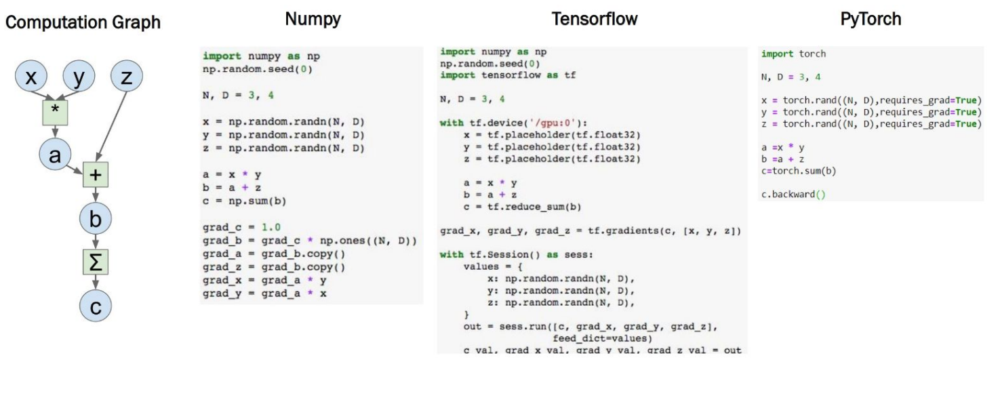 Computation Graph
x y z
*
a
+
b
Σ
c
Numpy
import numpy as np
np.random.seed(0)
N, D = 3, 4
x = np.random.randn(N, D)
y = np.random.randn(N, D)
z = np.random.randn(N, D)
a = x * y
b = a + z
c = np.sum(b)
grad_c = 1.0
grad_b = grad_c * np.ones((N, D))
grad_a = grad_b.copy()
grad_z = grad_b.copy()
grad_x = grad_a * y
grad_y = grad_a * x
Tensorflow
import numpy as np
np.random.seed(0)
import tensorflow as tf
N, D = 3, 4
with tf.device('/gpu:0'):
    x = tf.placeholder(tf.float32)
    y = tf.placeholder(tf.float32)
    z = tf.placeholder(tf.float32)
    a = x * y
    b = a + z
    c = tf.reduce_sum(b)
grad_x, grad_y, grad_z = tf.gradients(c, [x, y, z])
with tf.Session() as sess:
    values = {
        x: np.random.randn(N, D),
        y: np.random.randn(N, D),
        z: np.random.randn(N, D),
    }
    out = sess.run([c, grad_x, grad_y, grad_z],
                   feed_dict=values)
    c_val, grad_x_val, grad_y_val, grad_z_val = out
PyTorch
import torch
N, D = 3, 4
x = torch.rand((N, D),requires_grad=True)
y = torch.rand((N, D),requires_grad=True)
z = torch.rand((N, D),requires_grad=True)
a =x * y
b =a + z
c=torch.sum(b)
c.backward()